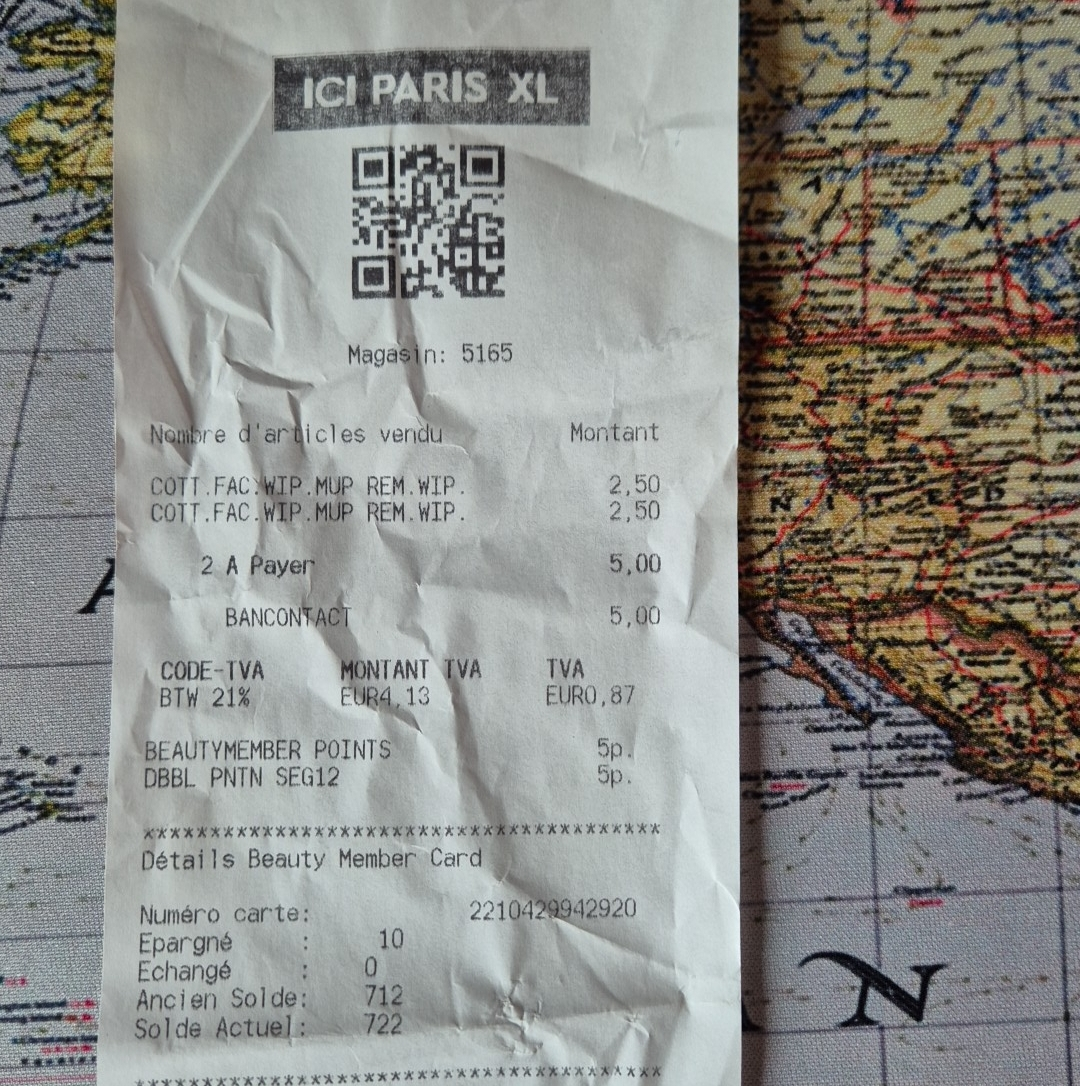 ICI PARIS XL
Magasin: 5165
Nombre d'articles vendu Montant
COTT.FAC.WIP.MUP REM.WIP. 2,50
COTT.FAC.WIP.MUP REM.WIP. 2,50
2 A Payer 5,00
BANCONTACT 5,00
CODE-TVA MONTANT TVA TVA
BTW 21% EUR4,13 EUR0,87
BEAUTYMEMBER POINTS 5p.
DBBL PNTN SEG12 5p.
***************************************
Détails Beauty Member Card
Numéro carte: 2210429942920
Epargné : 10
Echangé : 0
Ancien Solde: 712
Solde Actuel: 722
***************************************